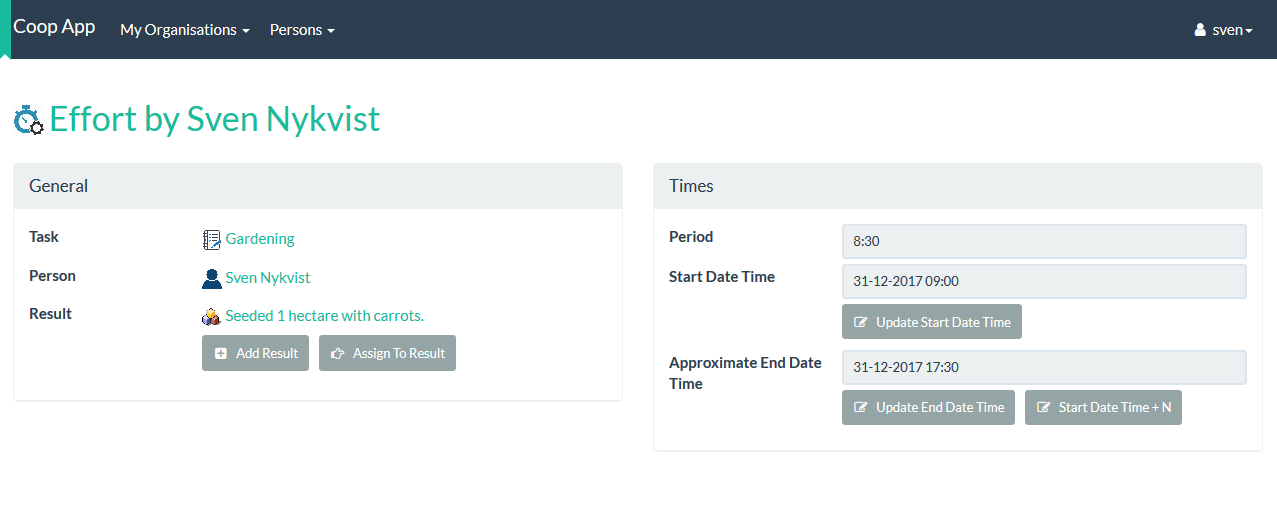 Coop App
My Organisations
Persons
sven
Effort by Sven Nykvist
General
Task
Gardening
Person
Sven Nykvist
Result
Seeded 1 hectare with carrots.
Add Result
Assign To Result
Times
Period
8:30
Start Date Time
31-12-2017 09:00
Update Start Date Time
Approximate End Date
Time
31-12-2017 17:30
Update End Date Time
Start Date Time + N